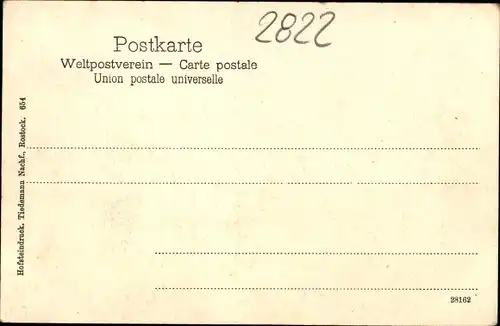 2822
Postkarte
Weltpostverein — Carte postale
Union postale universelle
Hofsteindruck. Tiedemann Nachf., Rostock. 654
28162